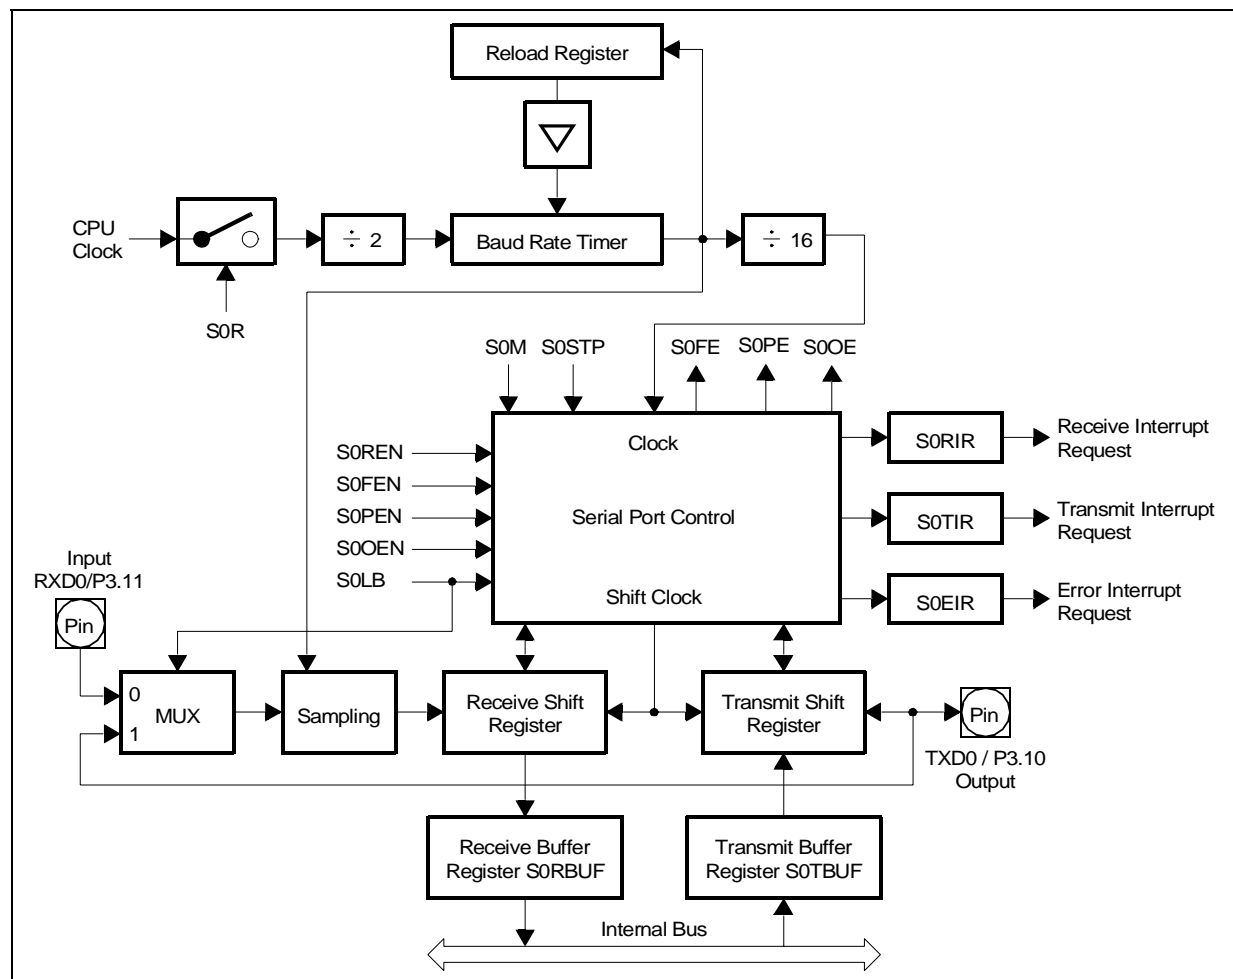 Reload Register
CPU
Clock
÷ 2
Baud Rate Timer
÷ 16
S0R
S0M
S0STP
S0FE
S0PE
S0OE
Clock
S0REN
S0FEN
S0PEN
S0OEN
S0LB
Serial Port Control
Shift Clock
S0RIR
Receive Interrupt
Request
S0TIR
Transmit Interrupt
Request
S0EIR
Error Interrupt
Request
Input
RXD0/P3.11
Pin
0
1
MUX
Sampling
Receive Shift
Register
Transmit Shift
Register
Pin
TXD0 / P3.10
Output
Receive Buffer
Register S0RBUF
Transmit Buffer
Register S0TBUF
Internal Bus